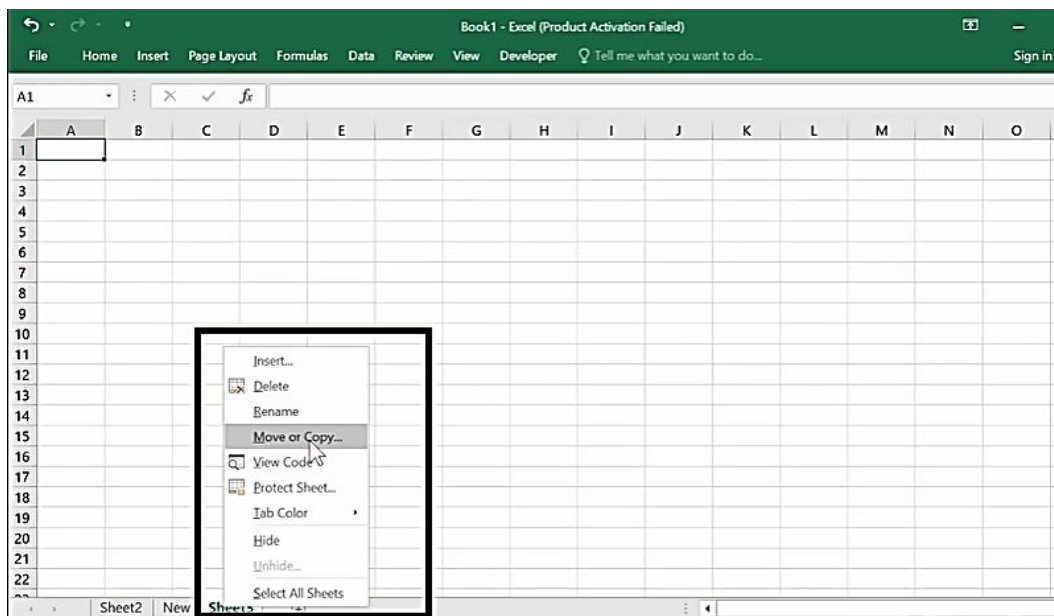 Book1 - Excel (Product Activation Failed)
File Home Insert Page Layout Formulas Data Review View Developer Tell me what you want to do... Sign in
A1 fx
A B C D E F G H I J K L M N O
1
2
3
4
5
6
7
8
9
10
11
Insert...
12
Delete
13
Rename
14
15
Move or Copy...
16
View Code
17
Protect Sheet...
18
Tab Color
19
20
Hide
21
Unhide...
22
Select All Sheets
Sheet2 New Sheet3